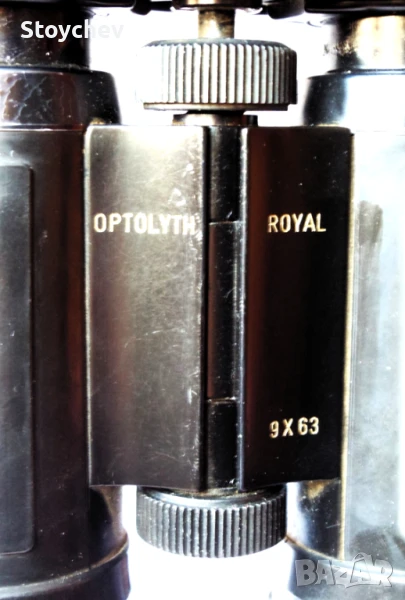 Stoychev
OPTOLYTH ROYAL
9X63
BAZAR